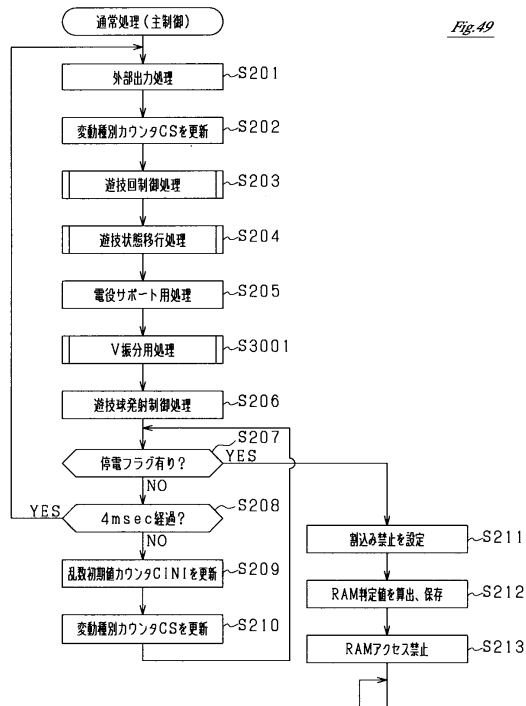 Fig.49
通常処理(主制御)
外部出力処理
S201
変動種別カウンタCSを更新
S202
遊技回制御処理
S203
遊技状態移行処理
S204
電役サポート用処理
S205
V振分用処理
S3001
遊技球発射制御処理
S206
停電フラグ有り?
S207
YES
NO
4msec経過?
S208
YES
NO
乱数初期値カウンタCINIを更新
S209
変動種別カウンタCSを更新
S210
割込み禁止を設定
S211
RAM判定値を算出、保存
S212
RAMアクセス禁止
S213